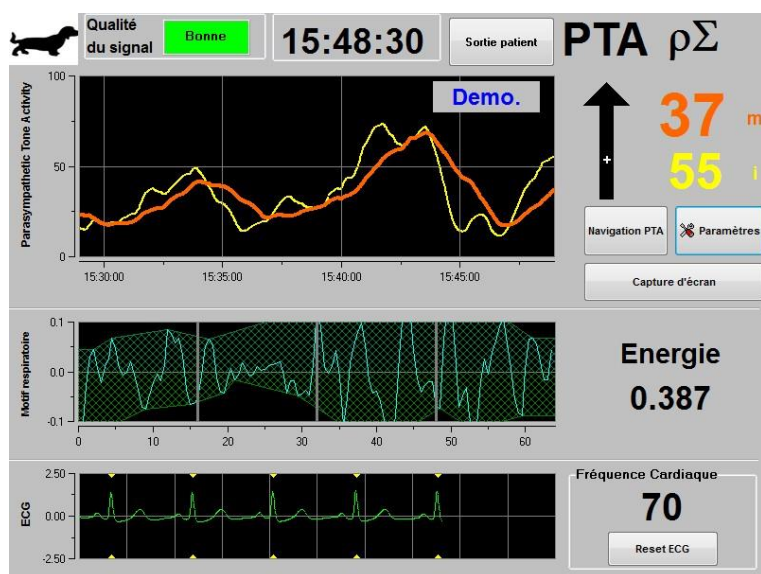 Qualité
du signal
Bonne
15:48:30
Sortie patient
PTA ρΣ
Demo.
37 m
55 i
Parasympathetic Tone Activity
100
50
0
15:30:00 15:35:00 15:40:00 15:45:00
+
Navigation PTA
Paramètres
Capture d'écran
Motif respiratoire
0.1
0.0
-0.1
0 10 20 30 40 50 60
Energie
0.387
ECG
2.50
0.00
-2.50
Fréquence Cardiaque
70
Reset ECG